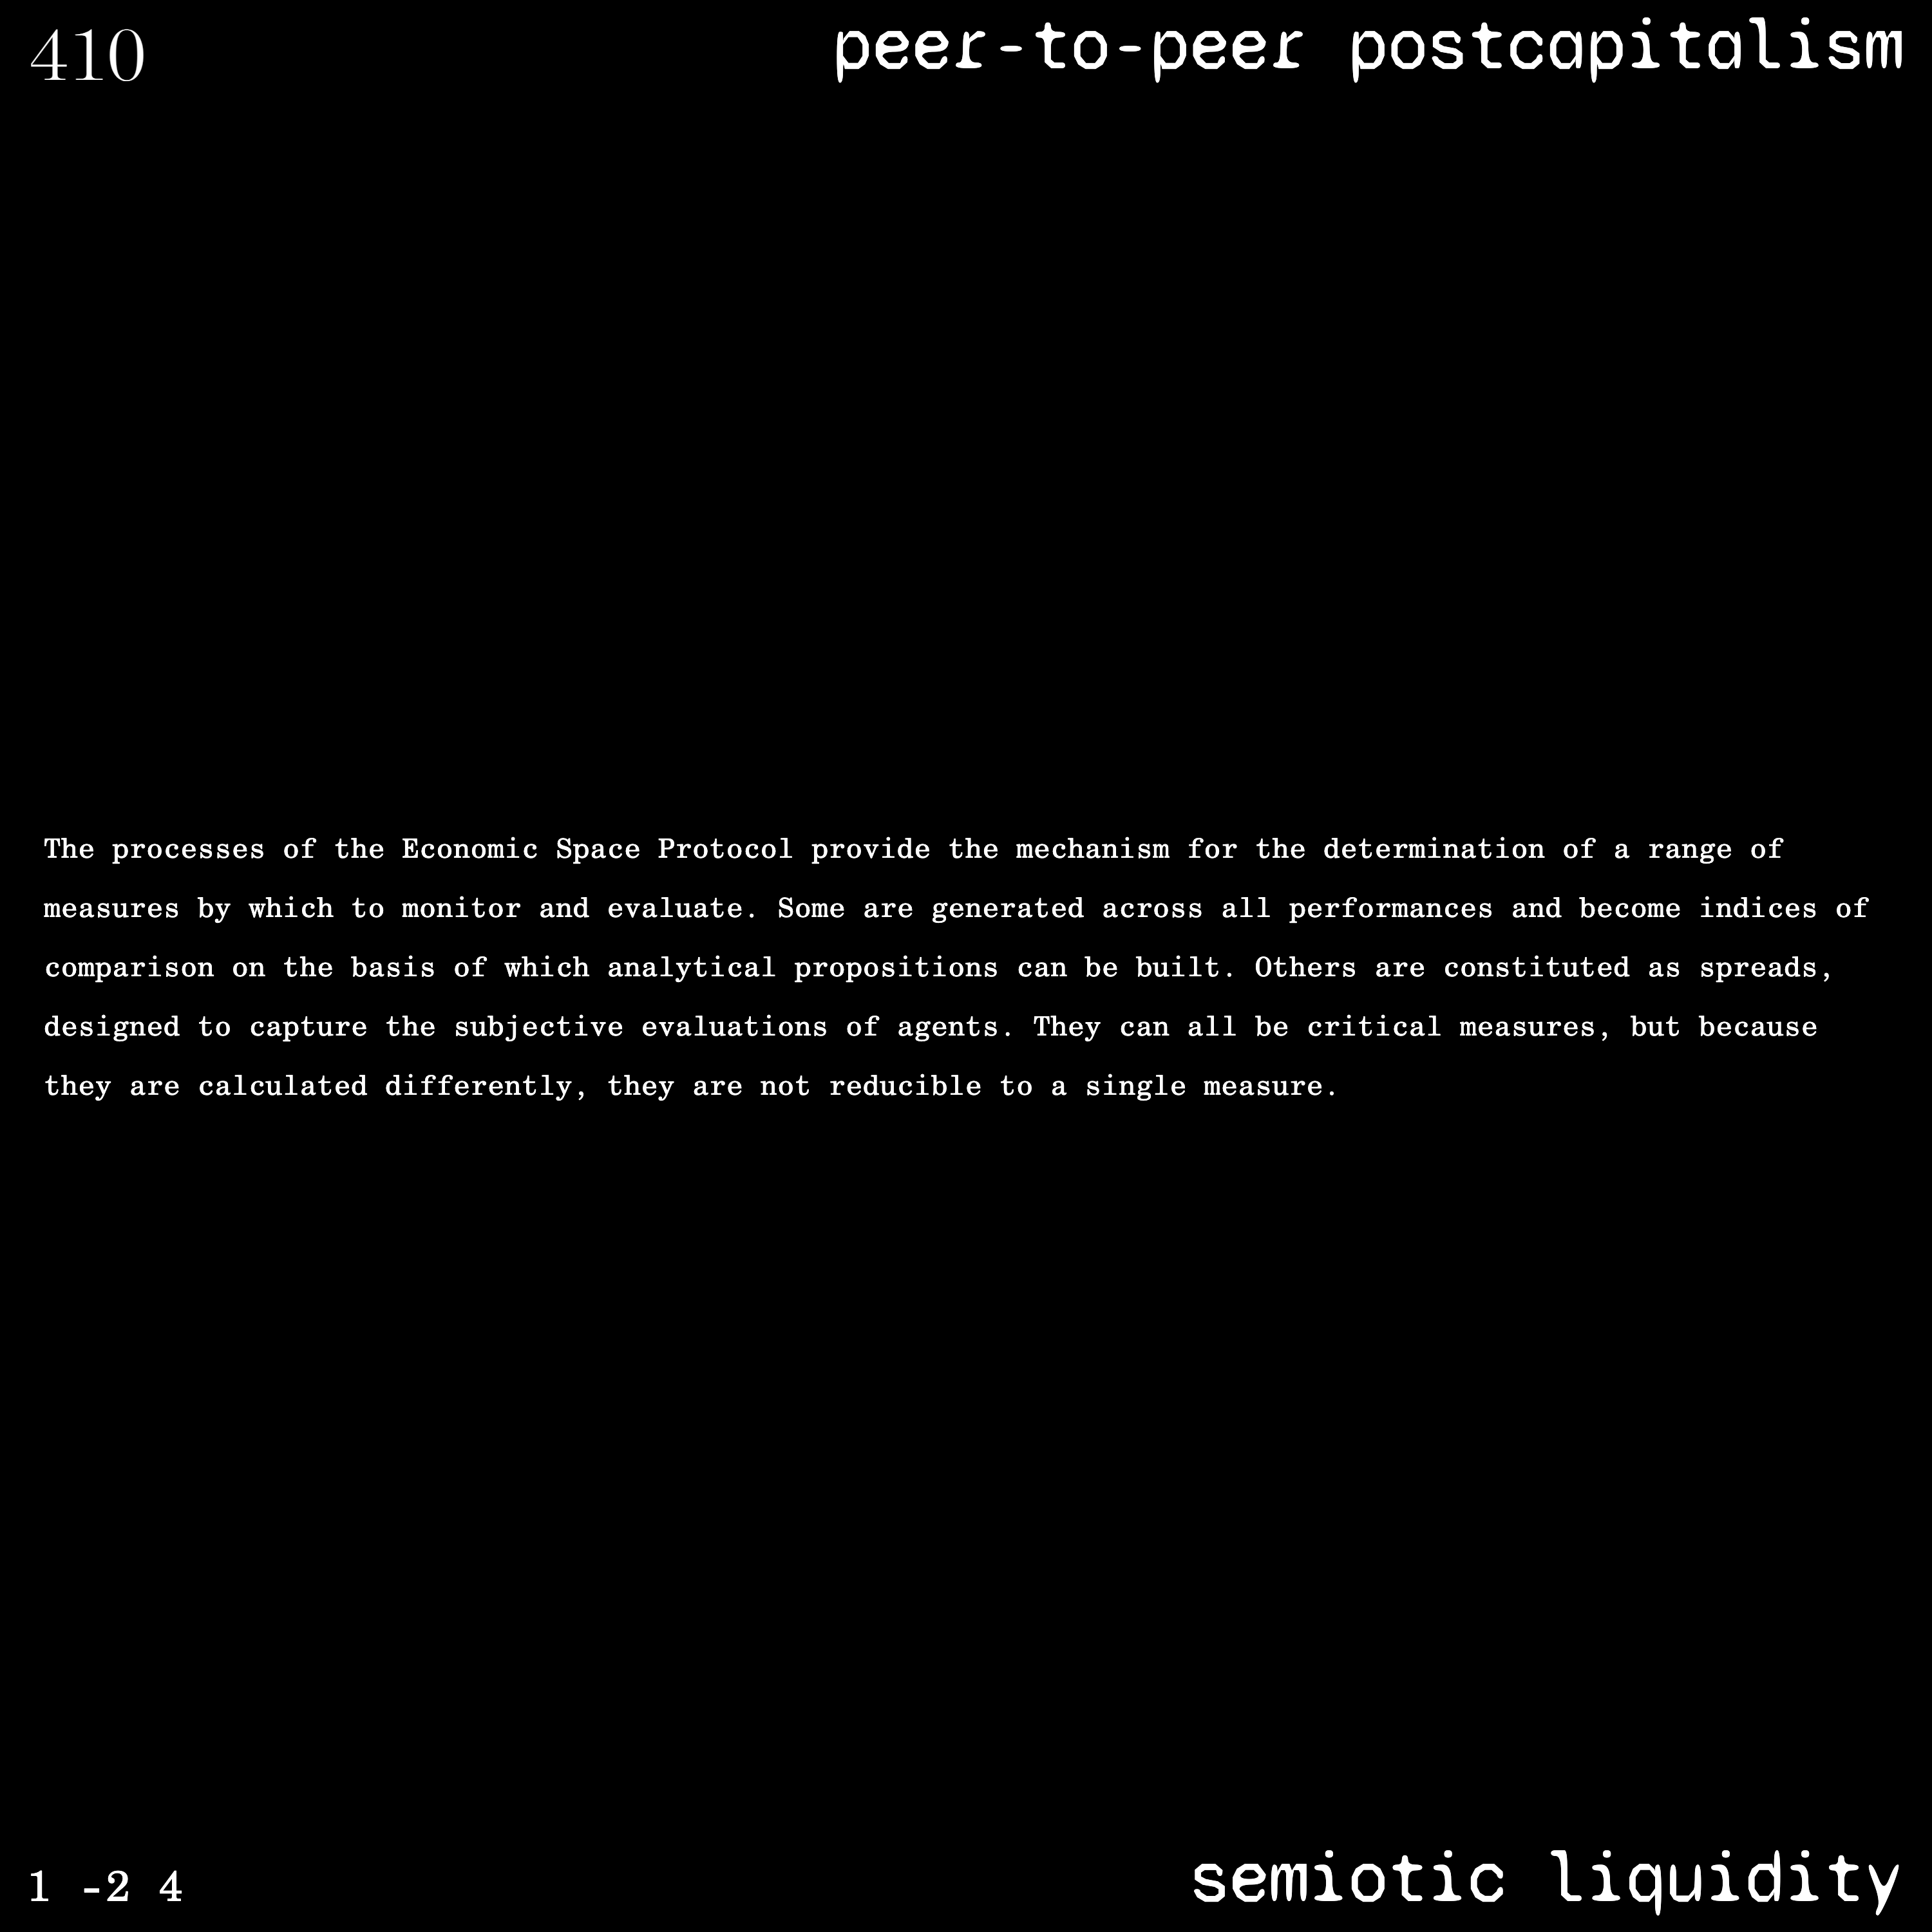 410
peer-to-peer postcapitalism
The processes of the Economic Space Protocol provide the mechanism for the determination of a range of
measures by which to monitor and evaluate. Some are generated across all performances and become indices of
comparison on the basis of which analytical propositions can be built. Others are constituted as spreads,
designed to capture the subjective evaluations of agents. They can all be critical measures, but because
they are calculated differently, they are not reducible to a single measure.
1 -2 4
semiotic liquidity